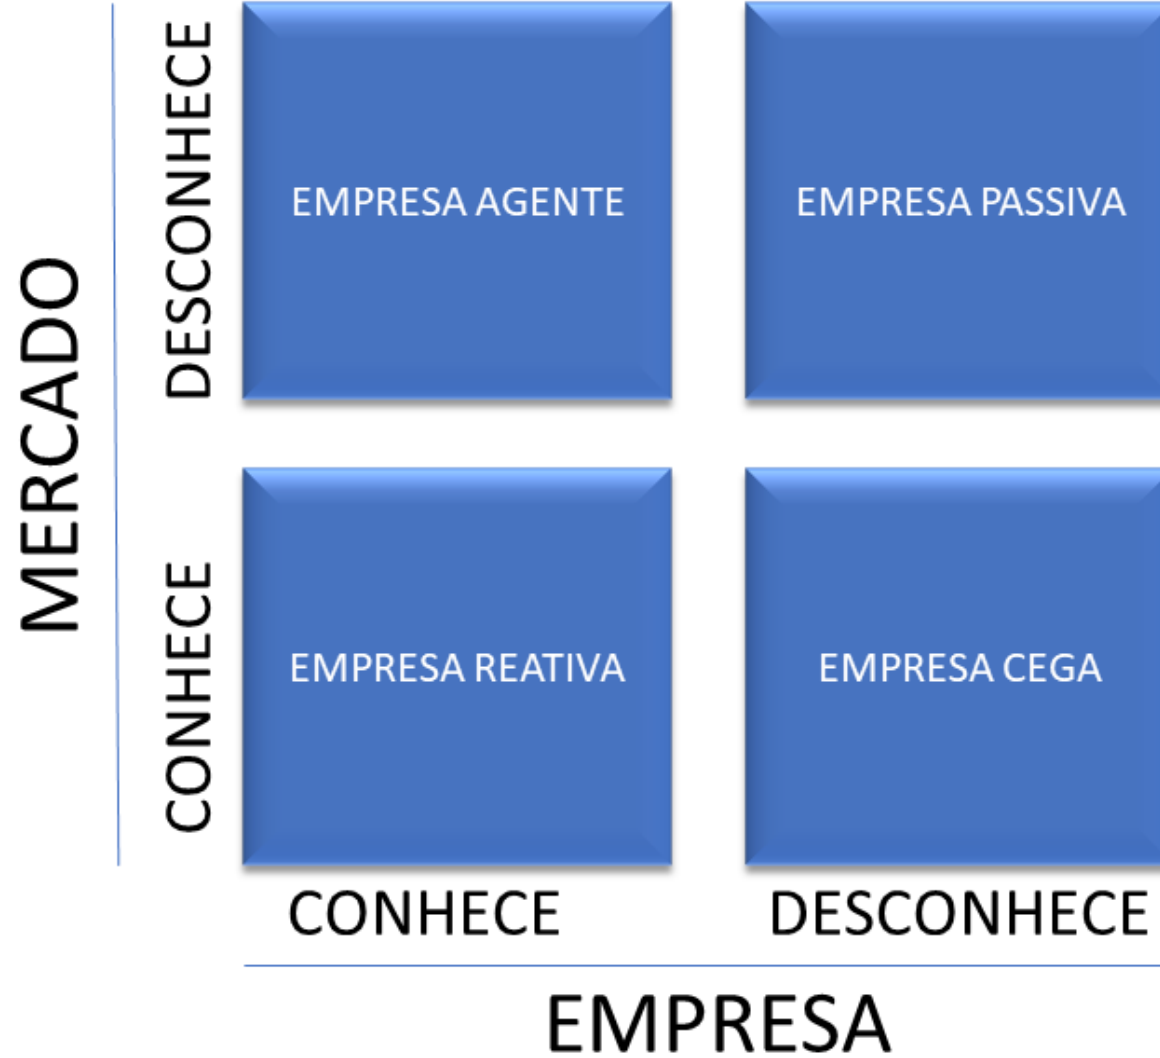 MERCADO
DESCONHECE
EMPRESA AGENTE
EMPRESA PASSIVA
CONHECE
EMPRESA REATIVA
EMPRESA CEGA
CONHECE
DESCONHECE
EMPRESA